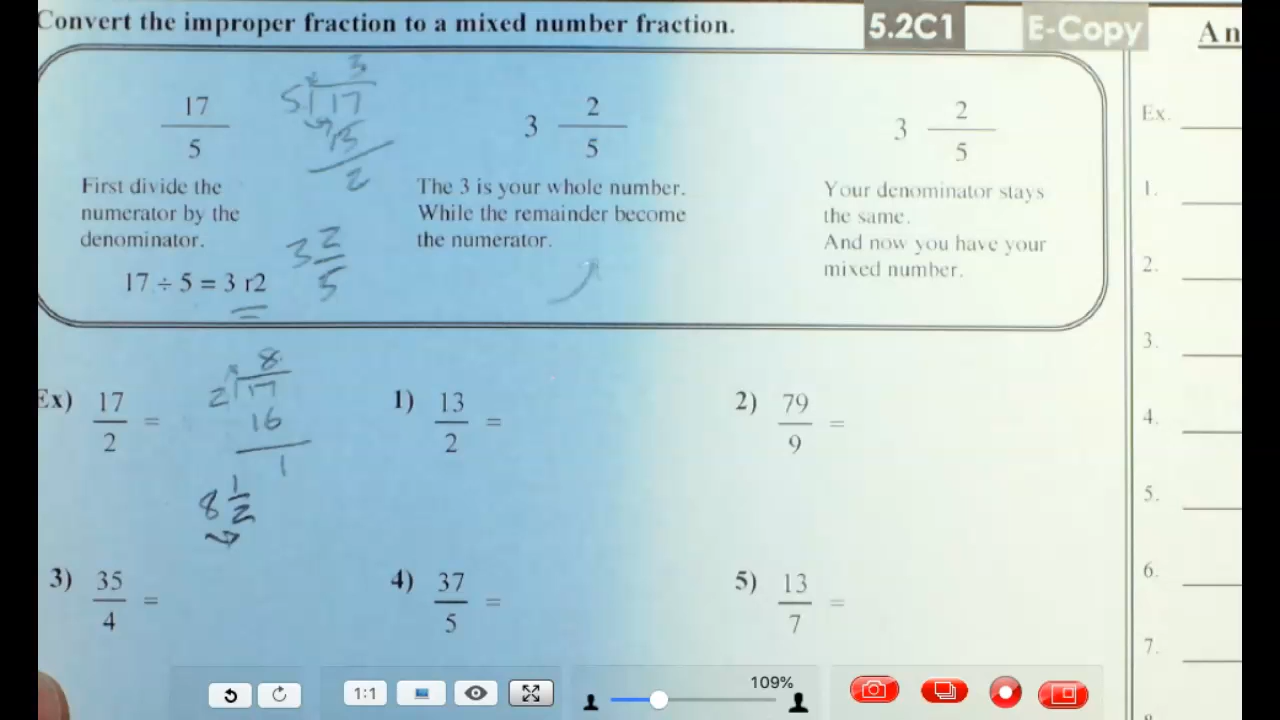 Convert the improper fraction to a mixed number fraction.
5.2C1
E-Copy
An
17
5
3
5 17
15
2
3 2/5
First divide the
numerator by the
denominator.
17 ÷ 5 = 3 r2
3 2/5
The 3 is your whole number.
While the remainder become
the numerator.
3 2/5
Your denominator stays
the same.
And now you have your
mixed number.
Ex.
1.
2.
3.
4.
5.
6.
7.
Ex) 17/2 =
8
2 17
16
1
8 1/2
1) 13/2 =
2) 79/9 =
3) 35/4 =
4) 37/5 =
5) 13/7 =
1:1
109%